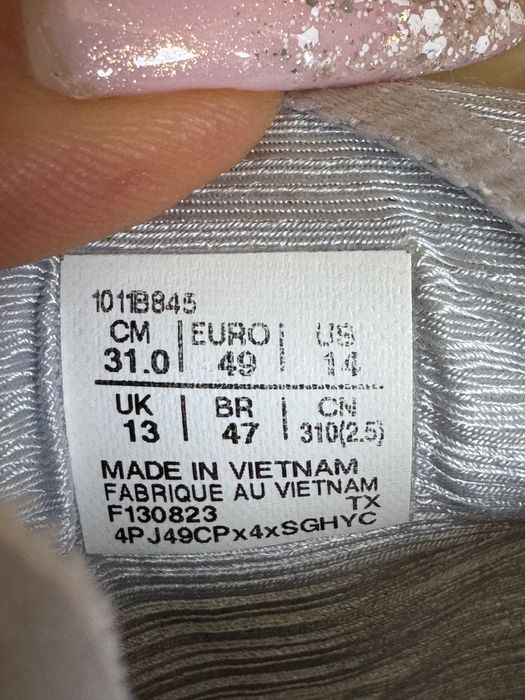 1011B845
CM | EURO | US
31.0 | 49 | 14
UK | BR | CN
13 | 47 | 310(2.5)
MADE IN VIETNAM
FABRIQUE AU VIETNAM
F130823 TX
4PJ49CPx4xSGHYC